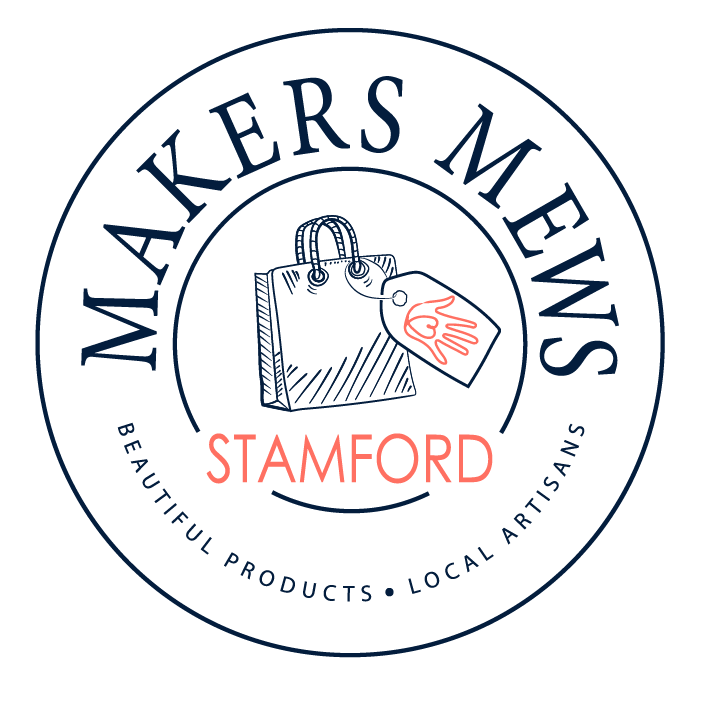 MAKERS MEWS
STAMFORD
BEAUTIFUL PRODUCTS • LOCAL ARTISANS